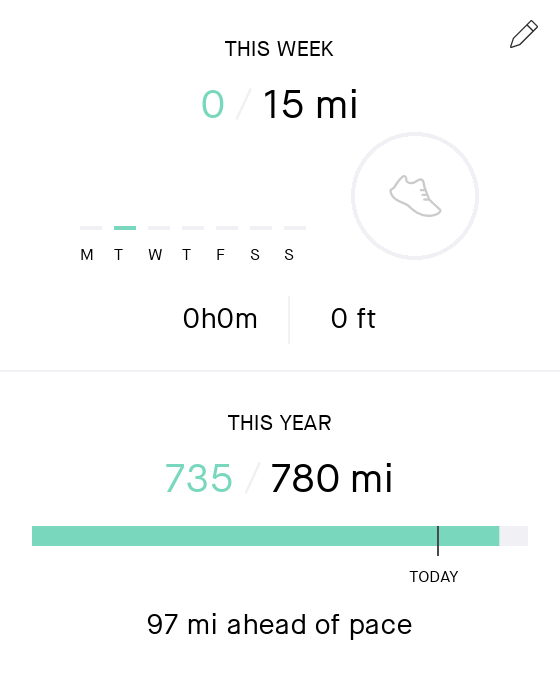 THIS WEEK
0 / 15 mi
M T W T F S S
0h0m 0 ft
THIS YEAR
735 / 780 mi
TODAY
97 mi ahead of pace